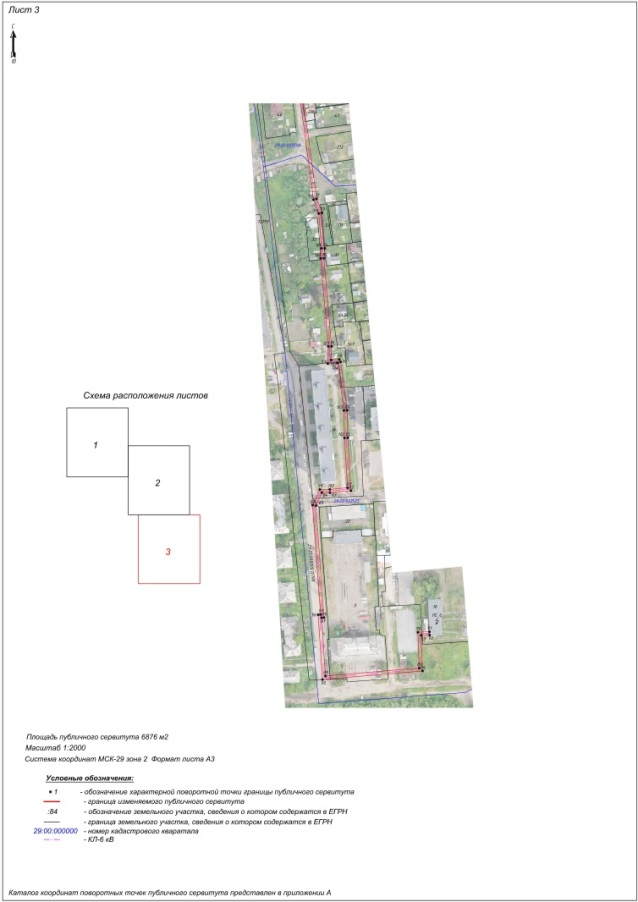 Лист 3
С
Ю
Схема расположения листов
1
2
3
Площадь публичного сервитута 6876 м2
Масштаб 1:2000
Система координат МСК-29 зона 2 Формат листа А3
Условные обозначения:
1 - обозначение характерной поворотной точки границы публичного сервитута
- граница изменяемого публичного сервитута
:84 - обозначение земельного участка, сведения о котором содержатся в ЕГРН
- граница земельного участка, сведения о котором содержатся в ЕГРН
29:00:000000 - номер кадастрового кваратала
- КЛ-6 кВ
Каталог координат поворотных точек публичного сервитута представлен в приложении А